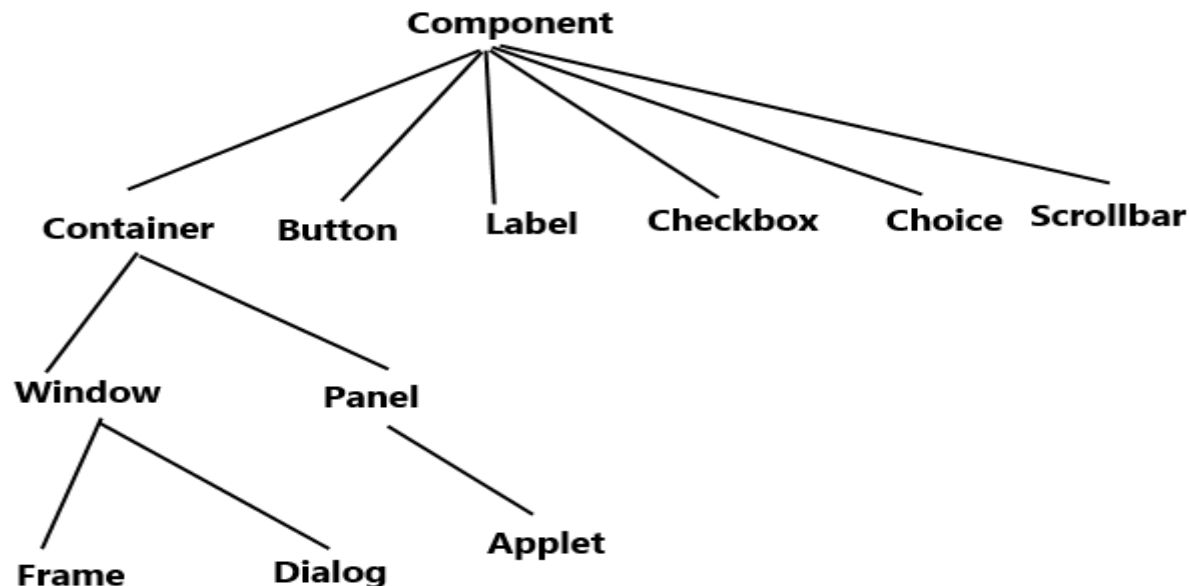 Component
Container Button Label Checkbox Choice Scrollbar
Window Panel
Applet
Frame Dialog